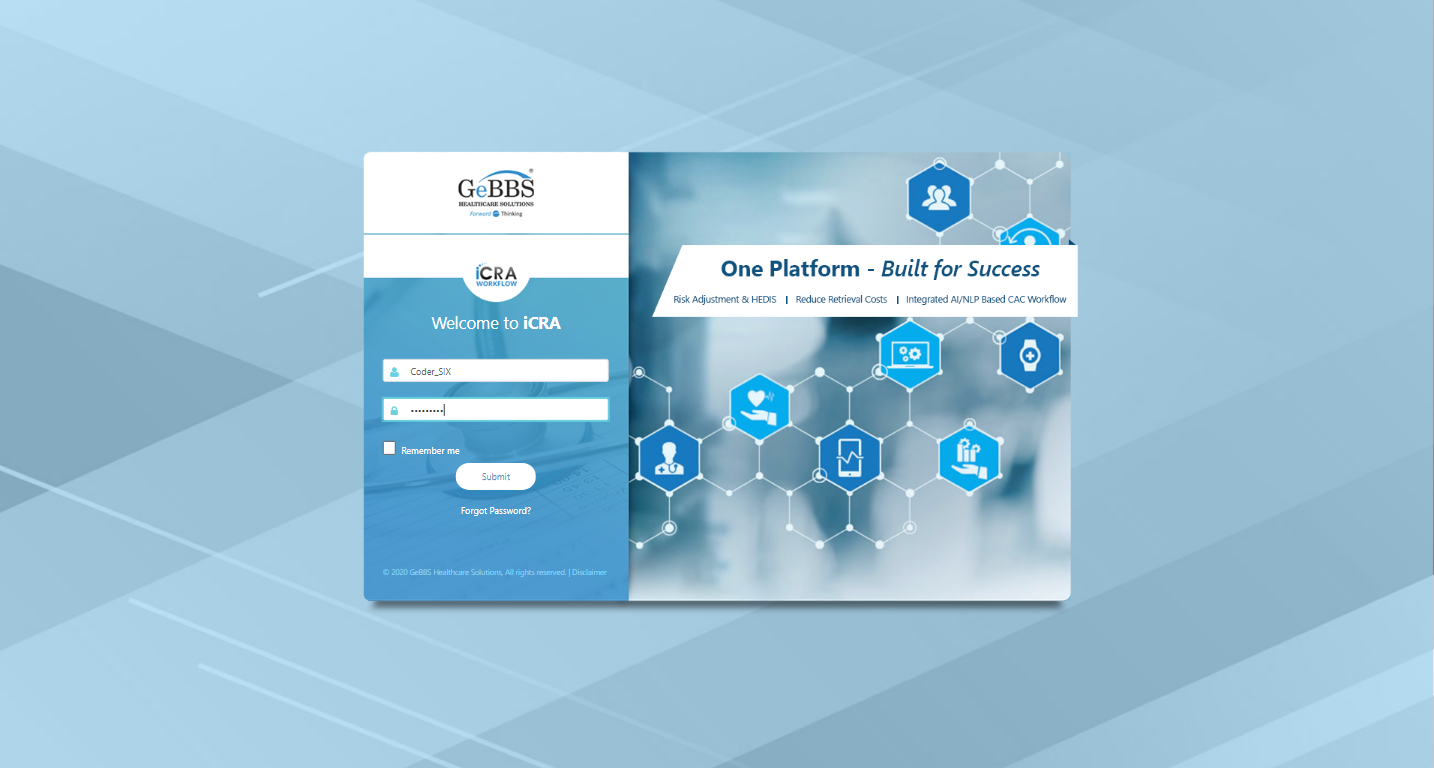 GeBBS®
HEALTHCARE SOLUTIONS
Forward Thinking
iCRA
WORKFLOW
Welcome to iCRA
Coder_SIX
•••••••••
Remember me
Submit
Forgot Password?
© 2020 GeBBS Healthcare Solutions, All rights reserved. | Disclaimer
One Platform - Built for Success
Risk Adjustment & HEDIS | Reduce Retrieval Costs | Integrated AI/NLP Based CAC Workflow